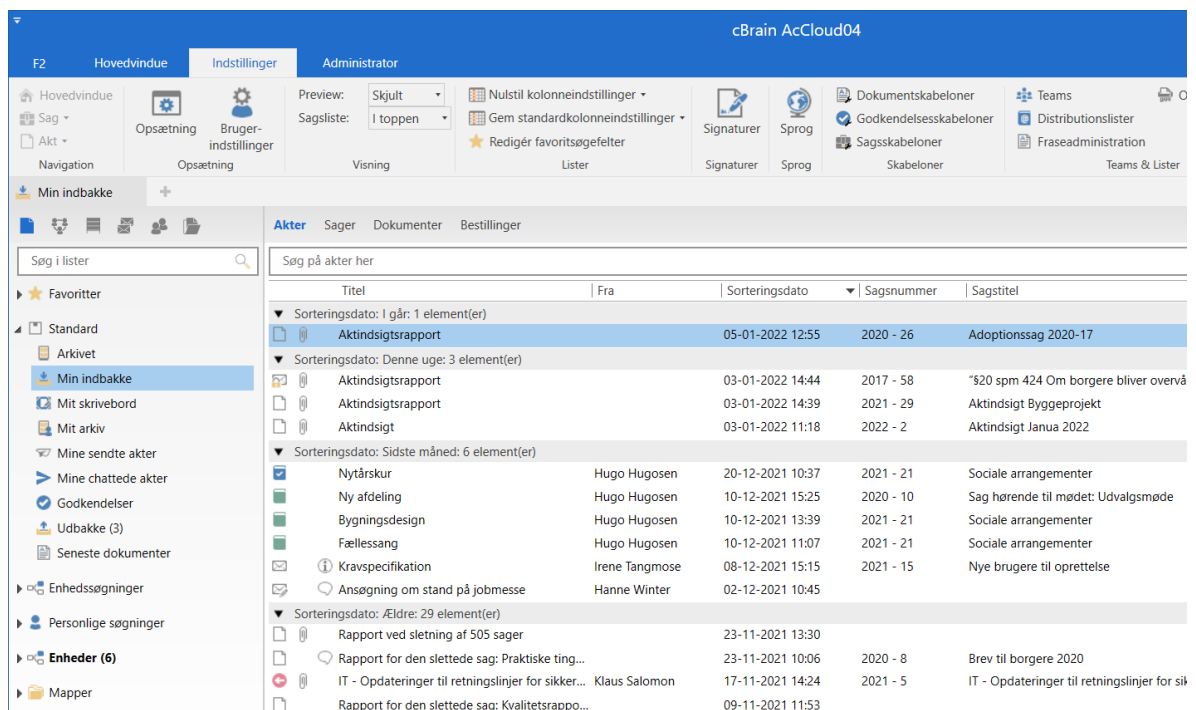 cBrain AcCloud04
F2 Hovedvindue Indstillinger Administrator
Hovedvindue
Sag
Akt
Navigation
Opsætning
Bruger-
indstillinger
Opsætning
Preview: Skjult
Sagsliste: I toppen
Visning
Nulstil kolonneindstillinger
Gem standardkolonneindstillinger
Redigér favoritsøgefelter
Lister
Signaturer
Signaturer
Sprog
Sprog
Dokumentskabeloner
Godkendelsesskabeloner
Sagsskabeloner
Skabeloner
Teams
Distributionslister
Fraseadministration
Teams & Lister
O
Min indbakke +
Søg i lister
Favoritter
Standard
Arkivet
Min indbakke
Mit skrivebord
Mit arkiv
Mine sendte akter
Mine chattede akter
Godkendelser
Udbakke (3)
Seneste dokumenter
Enhedssøgninger
Personlige søgninger
Enheder (6)
Mapper
Akter Sager Dokumenter Bestillinger
Søg på akter her
Titel Fra Sorteringsdato Sagsnummer Sagstitel
Sorteringsdato: I går: 1 element(er)
Aktindsigtsrapport 05-01-2022 12:55 2020 - 26 Adoptionssag 2020-17
Sorteringsdato: Denne uge: 3 element(er)
Aktindsigtsrapport 03-01-2022 14:44 2017 - 58 "§20 spm 424 Om borgere bliver overvå
Aktindsigtsrapport 03-01-2022 14:39 2021 - 29 Aktindsigt Byggeprojekt
Aktindsigt 03-01-2022 11:18 2022 - 2 Aktindsigt Janua 2022
Sorteringsdato: Sidste måned: 6 element(er)
Nytårskur Hugo Hugosen 20-12-2021 10:37 2021 - 21 Sociale arrangementer
Ny afdeling Hugo Hugosen 10-12-2021 15:25 2020 - 10 Sag hørende til mødet: Udvalgsmøde
Bygningsdesign Hugo Hugosen 10-12-2021 13:39 2021 - 21 Sociale arrangementer
Fællessang Hugo Hugosen 10-12-2021 11:07 2021 - 21 Sociale arrangementer
Kravspecifikation Irene Tangmose 08-12-2021 15:15 2021 - 15 Nye brugere til oprettelse
Ansøgning om stand på jobmesse Hanne Winter 02-12-2021 10:45
Sorteringsdato: Ældre: 29 element(er)
Rapport ved sletning af 505 sager 23-11-2021 13:30
Rapport for den slettede sag: Praktiske ting... 23-11-2021 10:06 2020 - 8 Brev til borgere 2020
IT - Opdateringer til retningslinjer for sikker... Klaus Salomon 17-11-2021 14:24 2021 - 5 IT - Opdateringer til retningslinjer for sik
Rapport for den slettede sag: Kvalitetsrappo... 09-11-2021 11:53